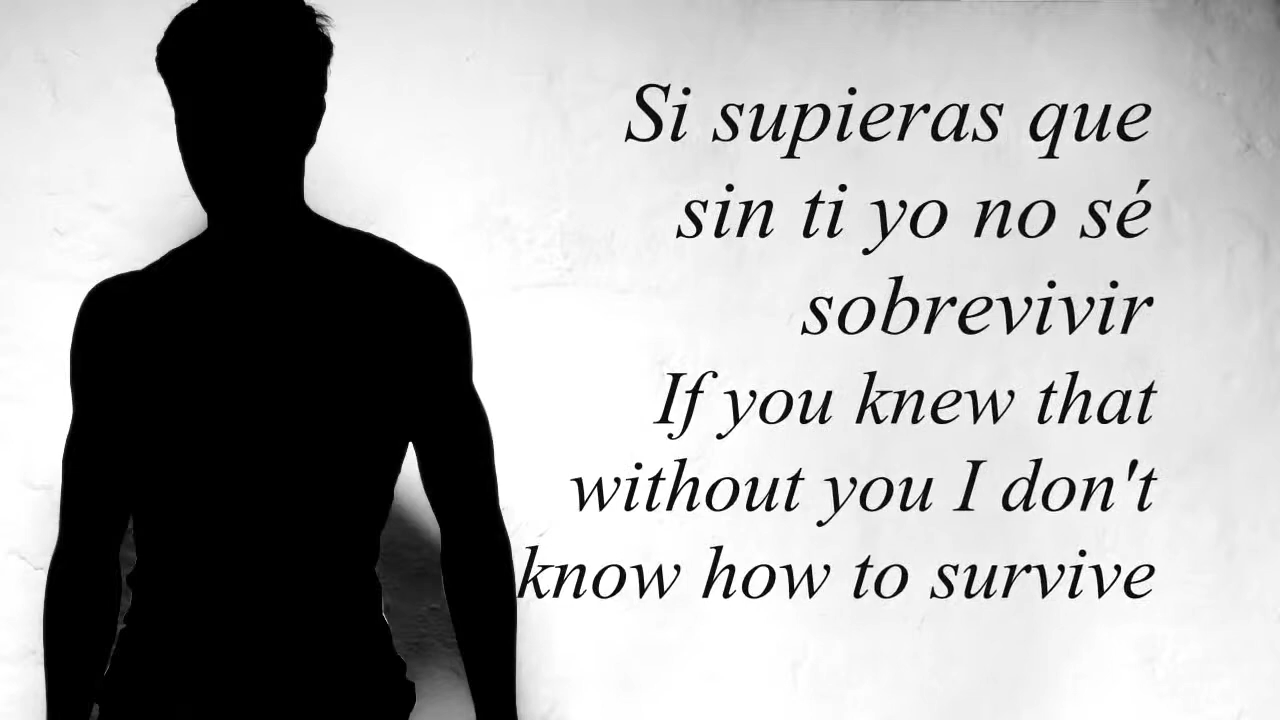 Si supieras que
sin ti yo no sé
sobrevivir
If you knew that
without you I don't
know how to survive